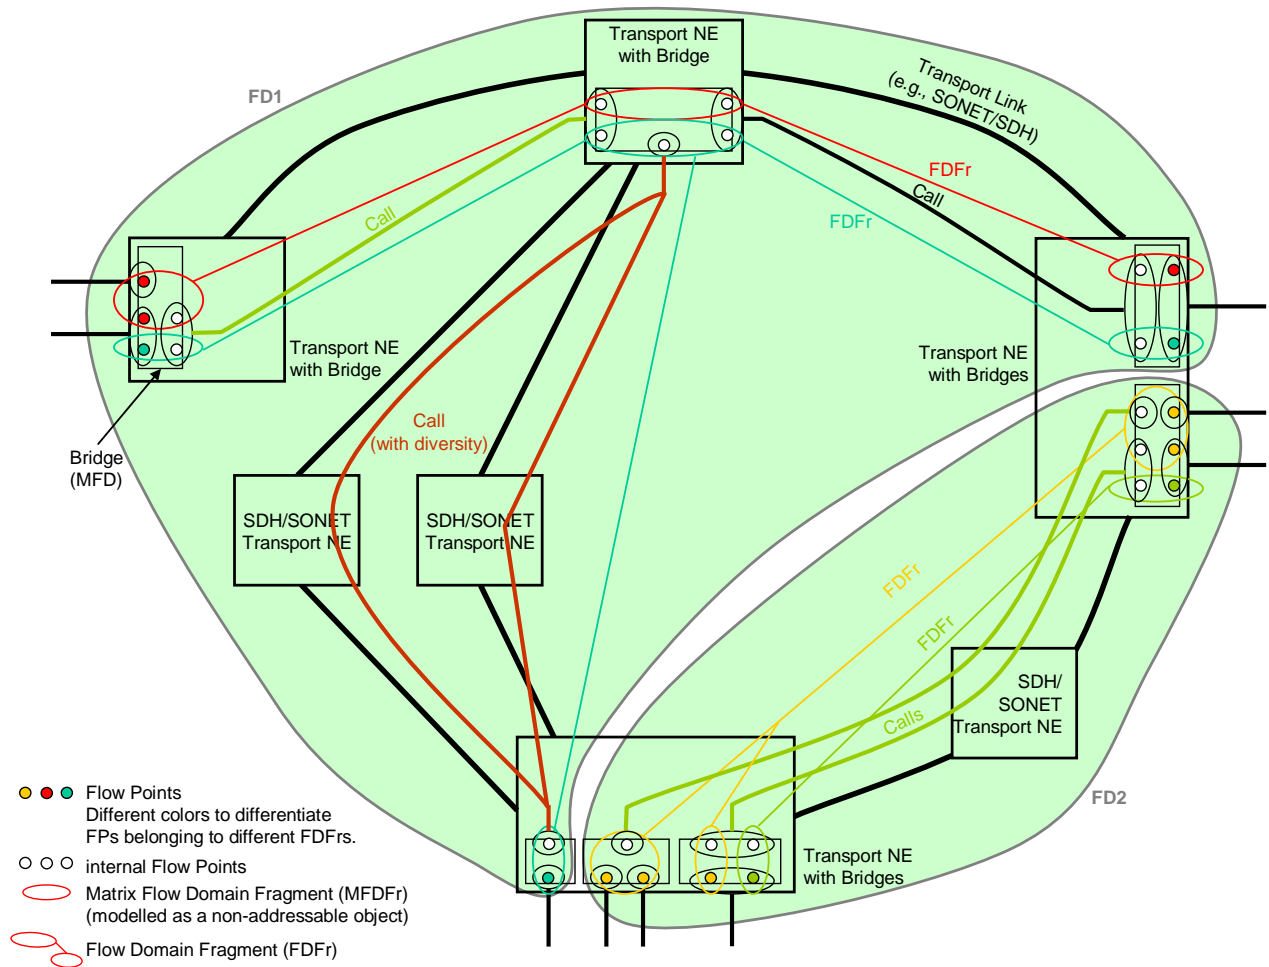 Transport NE
with Bridge
FD1
Transport Link
(e.g., SONET/SDH)
FDFr
Call
FDFr
Call
Transport NE
with Bridge
Transport NE
with Bridges
Bridge
(MFD)
Call
(with diversity)
SDH/SONET
Transport NE
SDH/SONET
Transport NE
FDFr
FDFr
SDH/
SONET
Transport NE
Calls
FD2
Transport NE
with Bridges
Flow Points
Different colors to differentiate
FPs belonging to different FDFrs.
internal Flow Points
Matrix Flow Domain Fragment (MFDFr)
(modelled as a non-addressable object)
Flow Domain Fragment (FDFr)